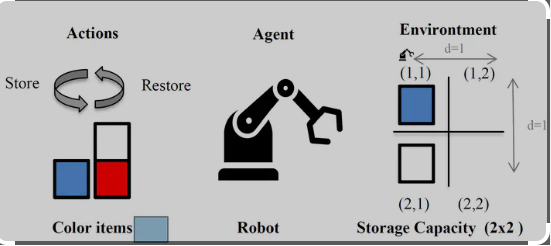 Actions
Agent
Environtment
d=1
(1,1)
(1,2)
Store
Restore
d=1
(2,1)
(2,2)
Color items
Robot
Storage Capacity (2x2 )